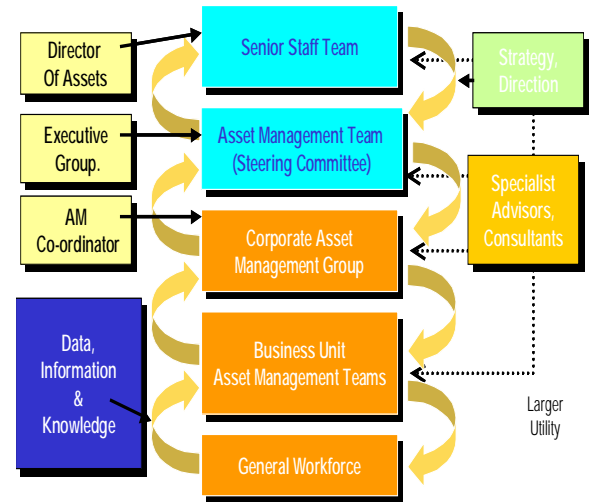 Director
Of Assets
Senior Staff Team
Strategy,
Direction
Executive
Group.
Asset Management Team
(Steering Committee)
Specialist
Advisors,
Consultants
AM
Co-ordinator
Corporate Asset
Management Group
Data,
Information
&
Knowledge
Business Unit
Asset Management Teams
Larger
Utility
General Workforce